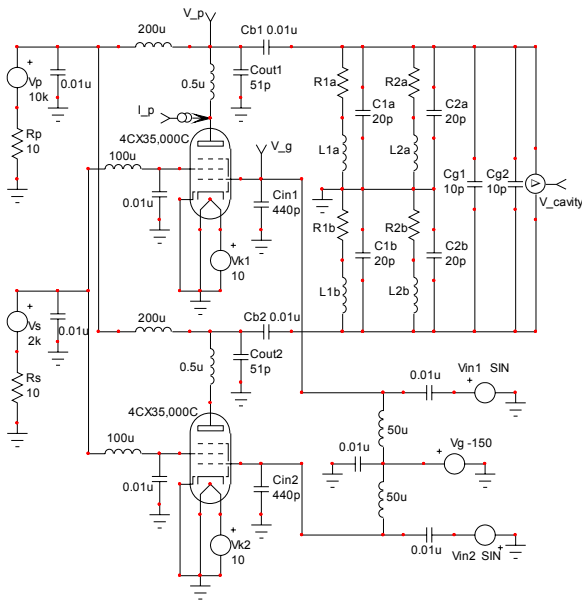 V_p
200u
Cb1 0.01u
Vp
10k
0.01u
0.5u
Cout1
51p
R1a
C1a
20p
R2a
C2a
20p
Rp
10
I_p
4CX35,000C
V_g
100u
L1a
L2a
Cg1
10p
Cg2
10p
V_cavity
0.01u
Cin1
440p
R1b
C1b
20p
R2b
C2b
20p
Vk1
10
L1b
L2b
Vs
2k
0.01u
200u
Cb2 0.01u
Rs
10
0.5u
Cout2
51p
0.01u
Vin1 SIN
4CX35,000C
50u
100u
0.01u
Vg -150
0.01u
Cin2
440p
50u
Vk2
10
0.01u
Vin2 SIN